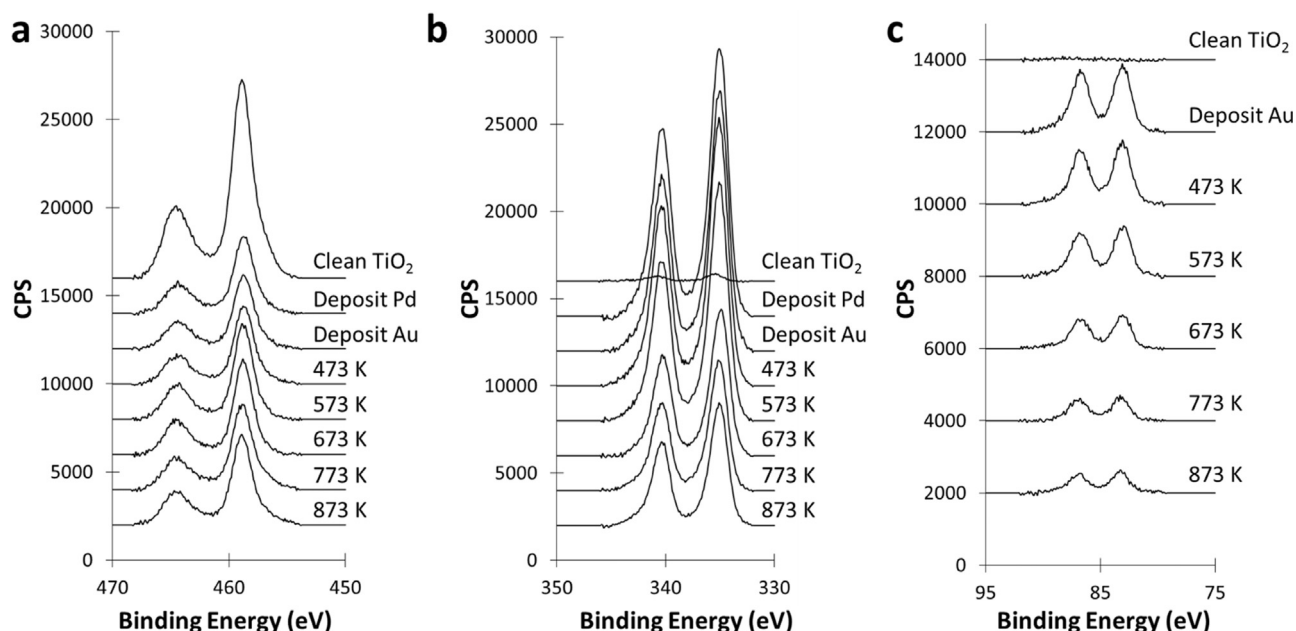 a
30000
25000
20000
15000
10000
5000
0
CPS
470 460 450
Binding Energy (eV)
Clean TiO₂
Deposit Pd
Deposit Au
473 K
573 K
673 K
773 K
873 K
b
30000
25000
20000
15000
10000
5000
0
CPS
350 340 330
Binding Energy (eV)
Clean TiO₂
Deposit Pd
Deposit Au
473 K
573 K
673 K
773 K
873 K
c
14000
12000
10000
8000
6000
4000
2000
0
CPS
95 85 75
Binding Energy (eV)
Clean TiO₂
Deposit Au
473 K
573 K
673 K
773 K
873 K